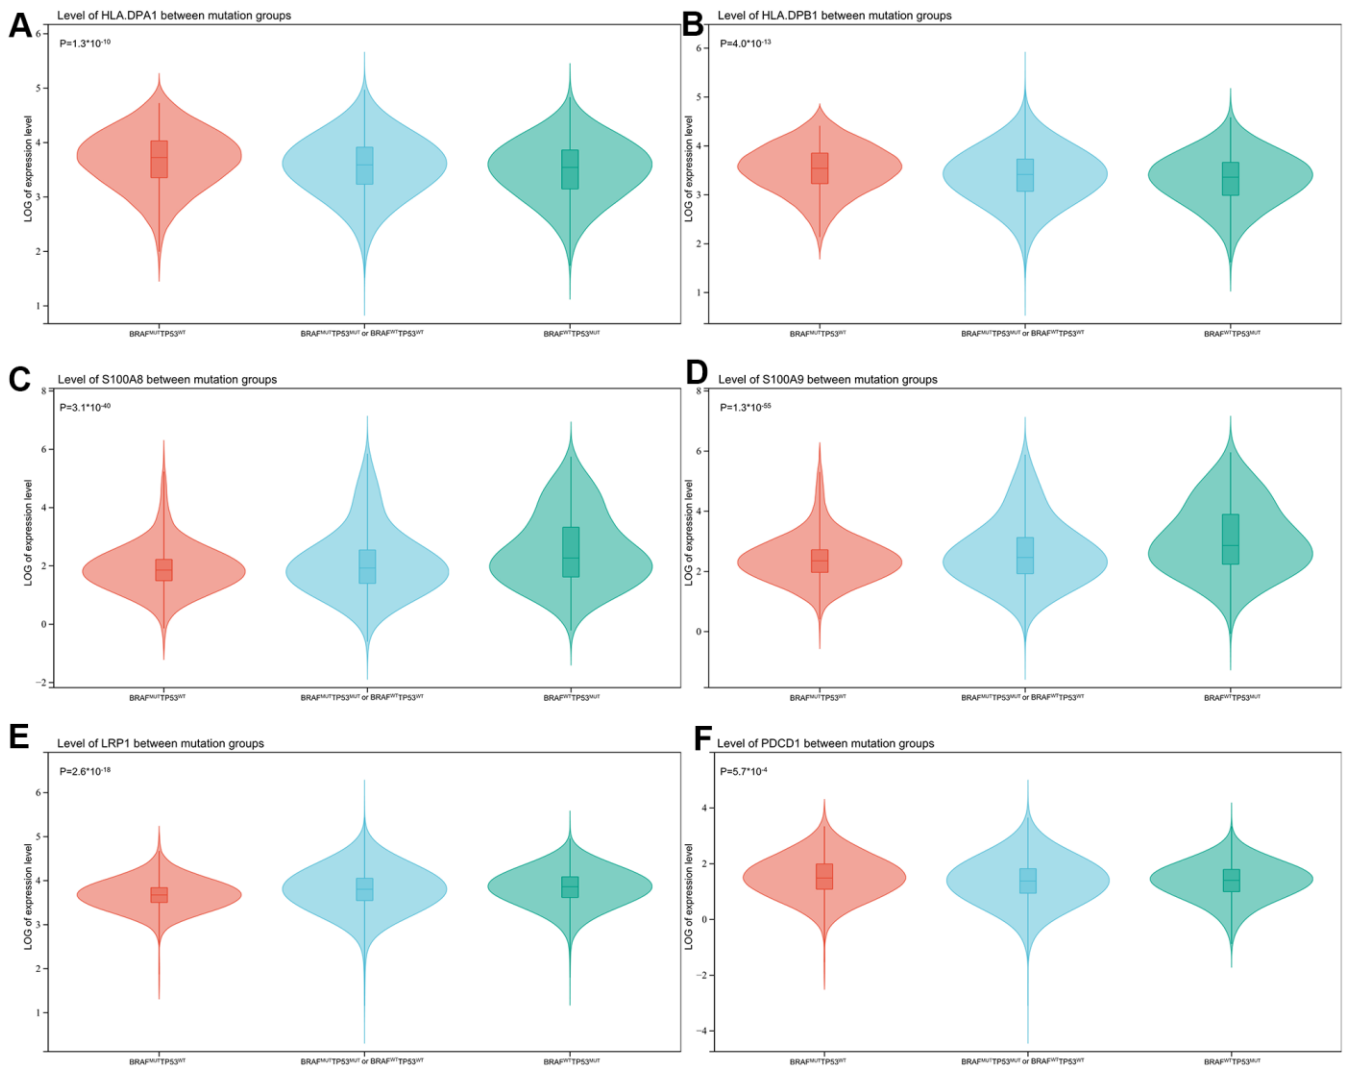 A
Level of HLA.DPA1 between mutation groups
P=1.3*10-10
LOG of expression level
6
5
4
3
2
1
BRAFMUTTP53WT
BRAFMUTTP53MUT or BRAFWTTP53WT
BRAFWTTP53MUT
B
Level of HLA.DPB1 between mutation groups
P=4.0*10-13
LOG of expression level
6
5
4
3
2
1
BRAFMUTTP53WT
BRAFMUTTP53MUT or BRAFWTTP53WT
BRAFWTTP53MUT
C
Level of S100A8 between mutation groups
P=3.1*10-40
LOG of expression level
8
6
4
2
0
−2
BRAFMUTTP53WT
BRAFMUTTP53MUT or BRAFWTTP53WT
BRAFWTTP53MUT
D
Level of S100A9 between mutation groups
P=1.3*10-55
LOG of expression level
8
6
4
2
0
BRAFMUTTP53WT
BRAFMUTTP53MUT or BRAFWTTP53WT
BRAFWTTP53MUT
E
Level of LRP1 between mutation groups
P=2.6*10-18
LOG of expression level
6
5
4
3
2
1
BRAFMUTTP53WT
BRAFMUTTP53MUT or BRAFWTTP53WT
BRAFWTTP53MUT
F
Level of PDCD1 between mutation groups
P=5.7*10-4
LOG of expression level
4
2
0
−2
−4
BRAFMUTTP53WT
BRAFMUTTP53MUT or BRAFWTTP53WT
BRAFWTTP53MUT